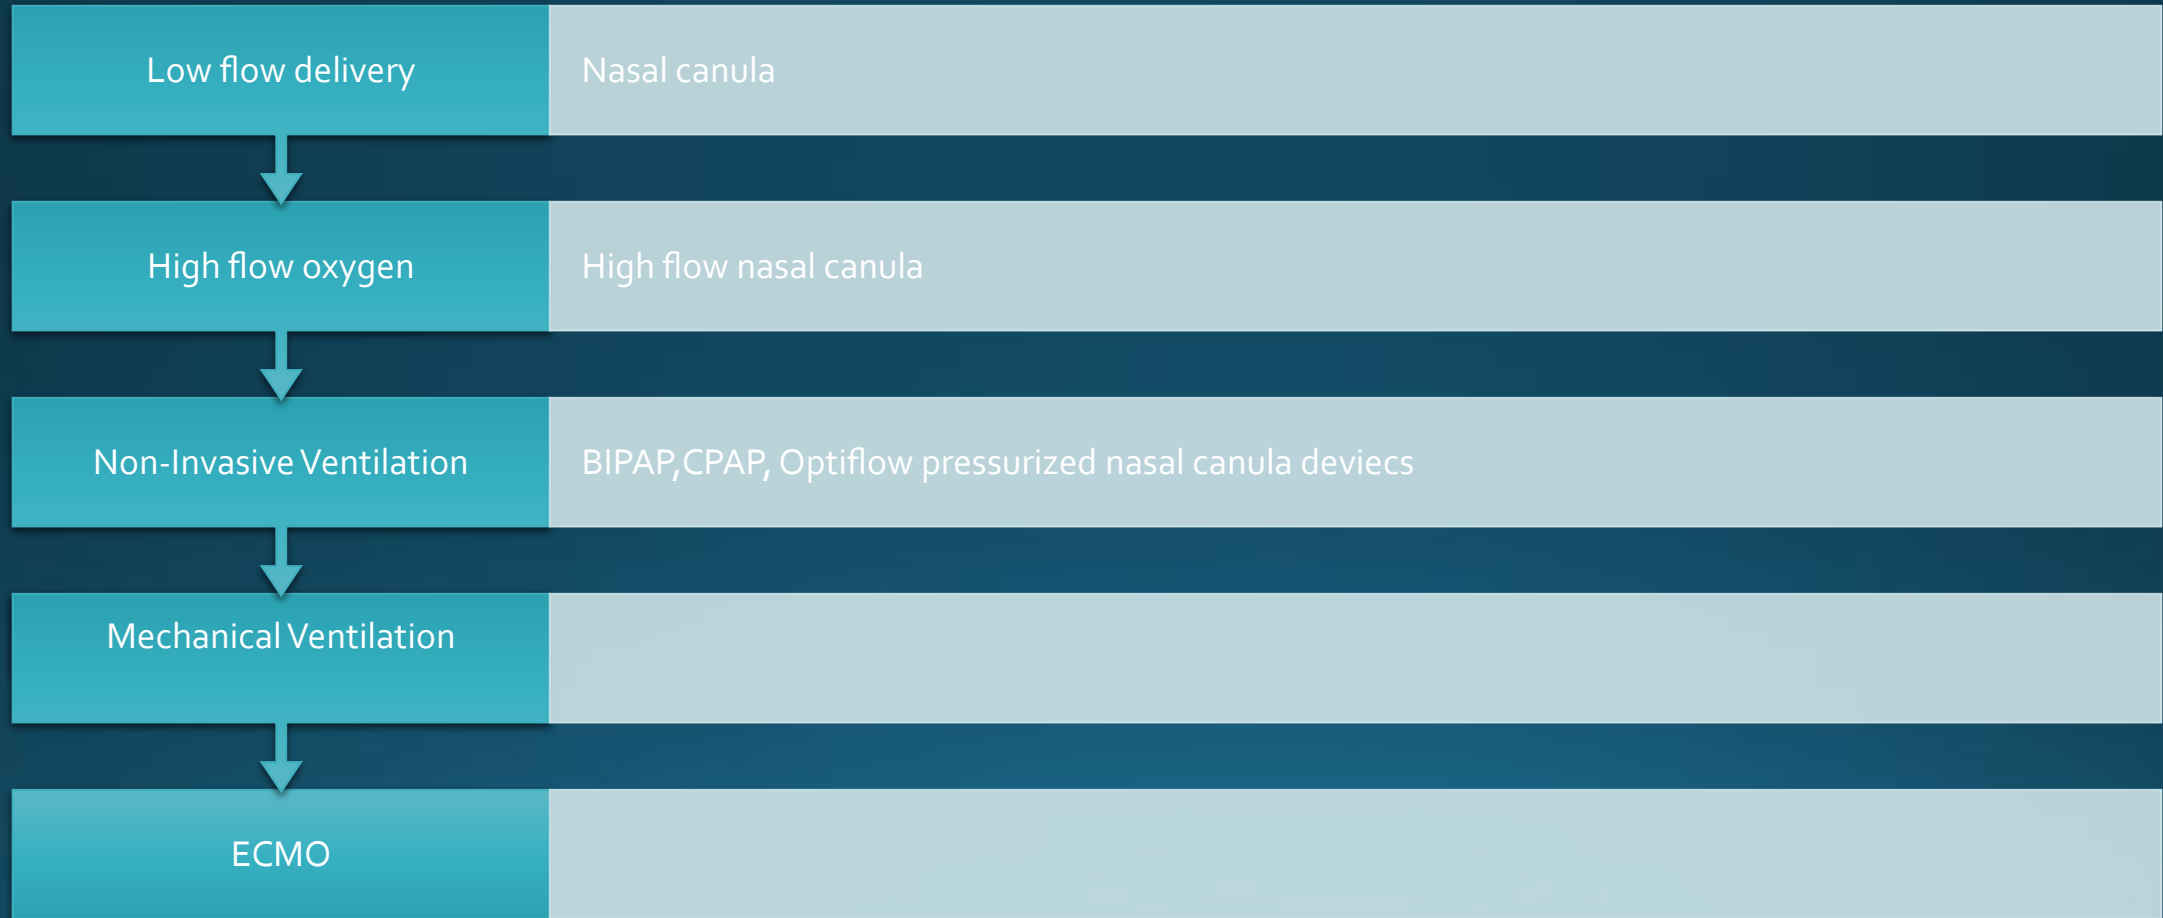 Low flow delivery
Nasal canula
High flow oxygen
High flow nasal canula
Non-Invasive Ventilation
BIPAP,CPAP, Optiflow pressurized nasal canula deviecs
Mechanical Ventilation
ECMO